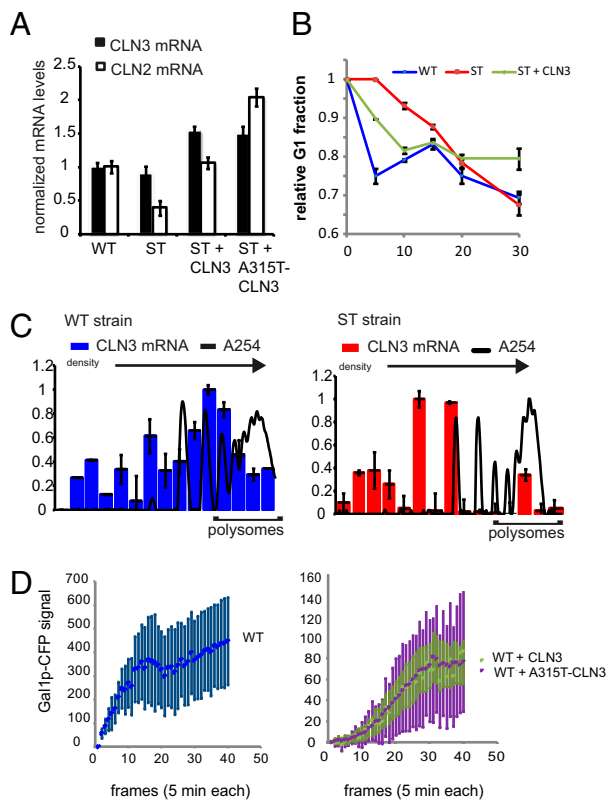 A
CLN3 mRNA
CLN2 mRNA
normalized mRNA levels
2.5
2
1.5
1
0.5
0
WT
ST
ST +
CLN3
ST +
A315T-
CLN3
B
WT
ST
ST + CLN3
relative G1 fraction
1
0.9
0.8
0.7
0.6
0
10
20
30
C
WT strain
CLN3 mRNA
A254
density
1.2
1
0.8
0.6
0.4
0.2
0
polysomes
ST strain
CLN3 mRNA
A254
density
1.2
1
0.8
0.6
0.4
0.2
0
polysomes
D
Gal1p-CFP signal
700
600
500
400
300
200
100
0
WT
0
10
20
30
40
50
frames (5 min each)
160
140
120
100
80
60
40
20
0
WT + CLN3
WT + A315T-CLN3
0
10
20
30
40
50
frames (5 min each)